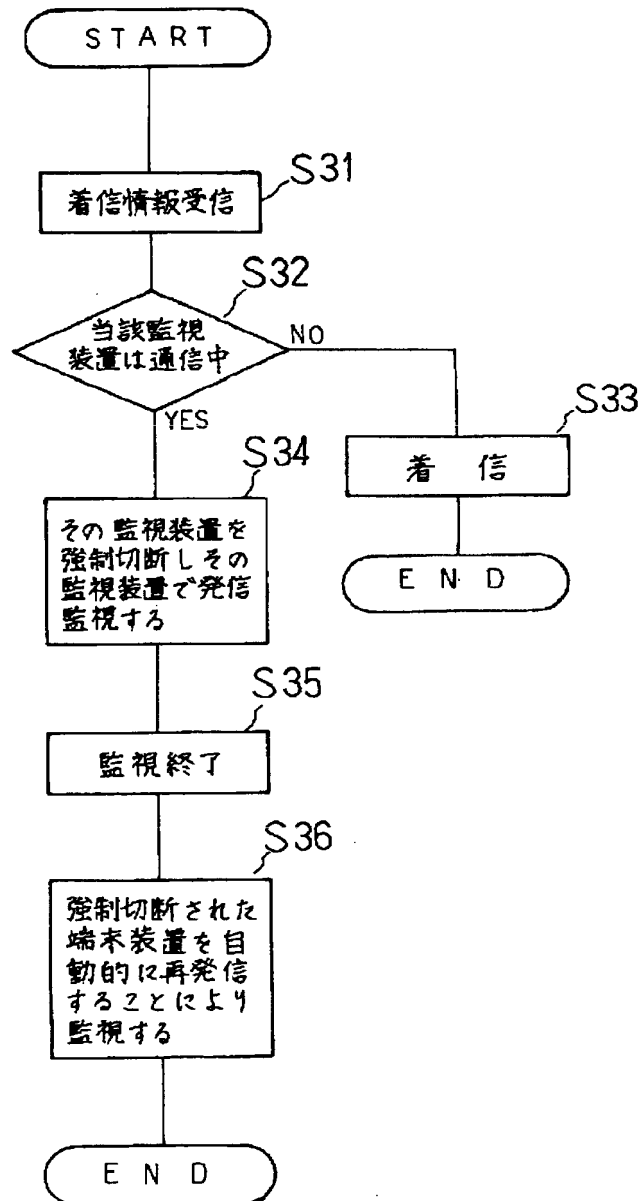 START
S31
着信情報受信
S32
当該監視
装置は通信中
NO
YES
S33
着信
END
S34
その監視装置を
強制切断しその
監視装置で発信
監視する
S35
監視終了
S36
強制切断された
端末装置を自
動的に再発信
することにより
監視する
END